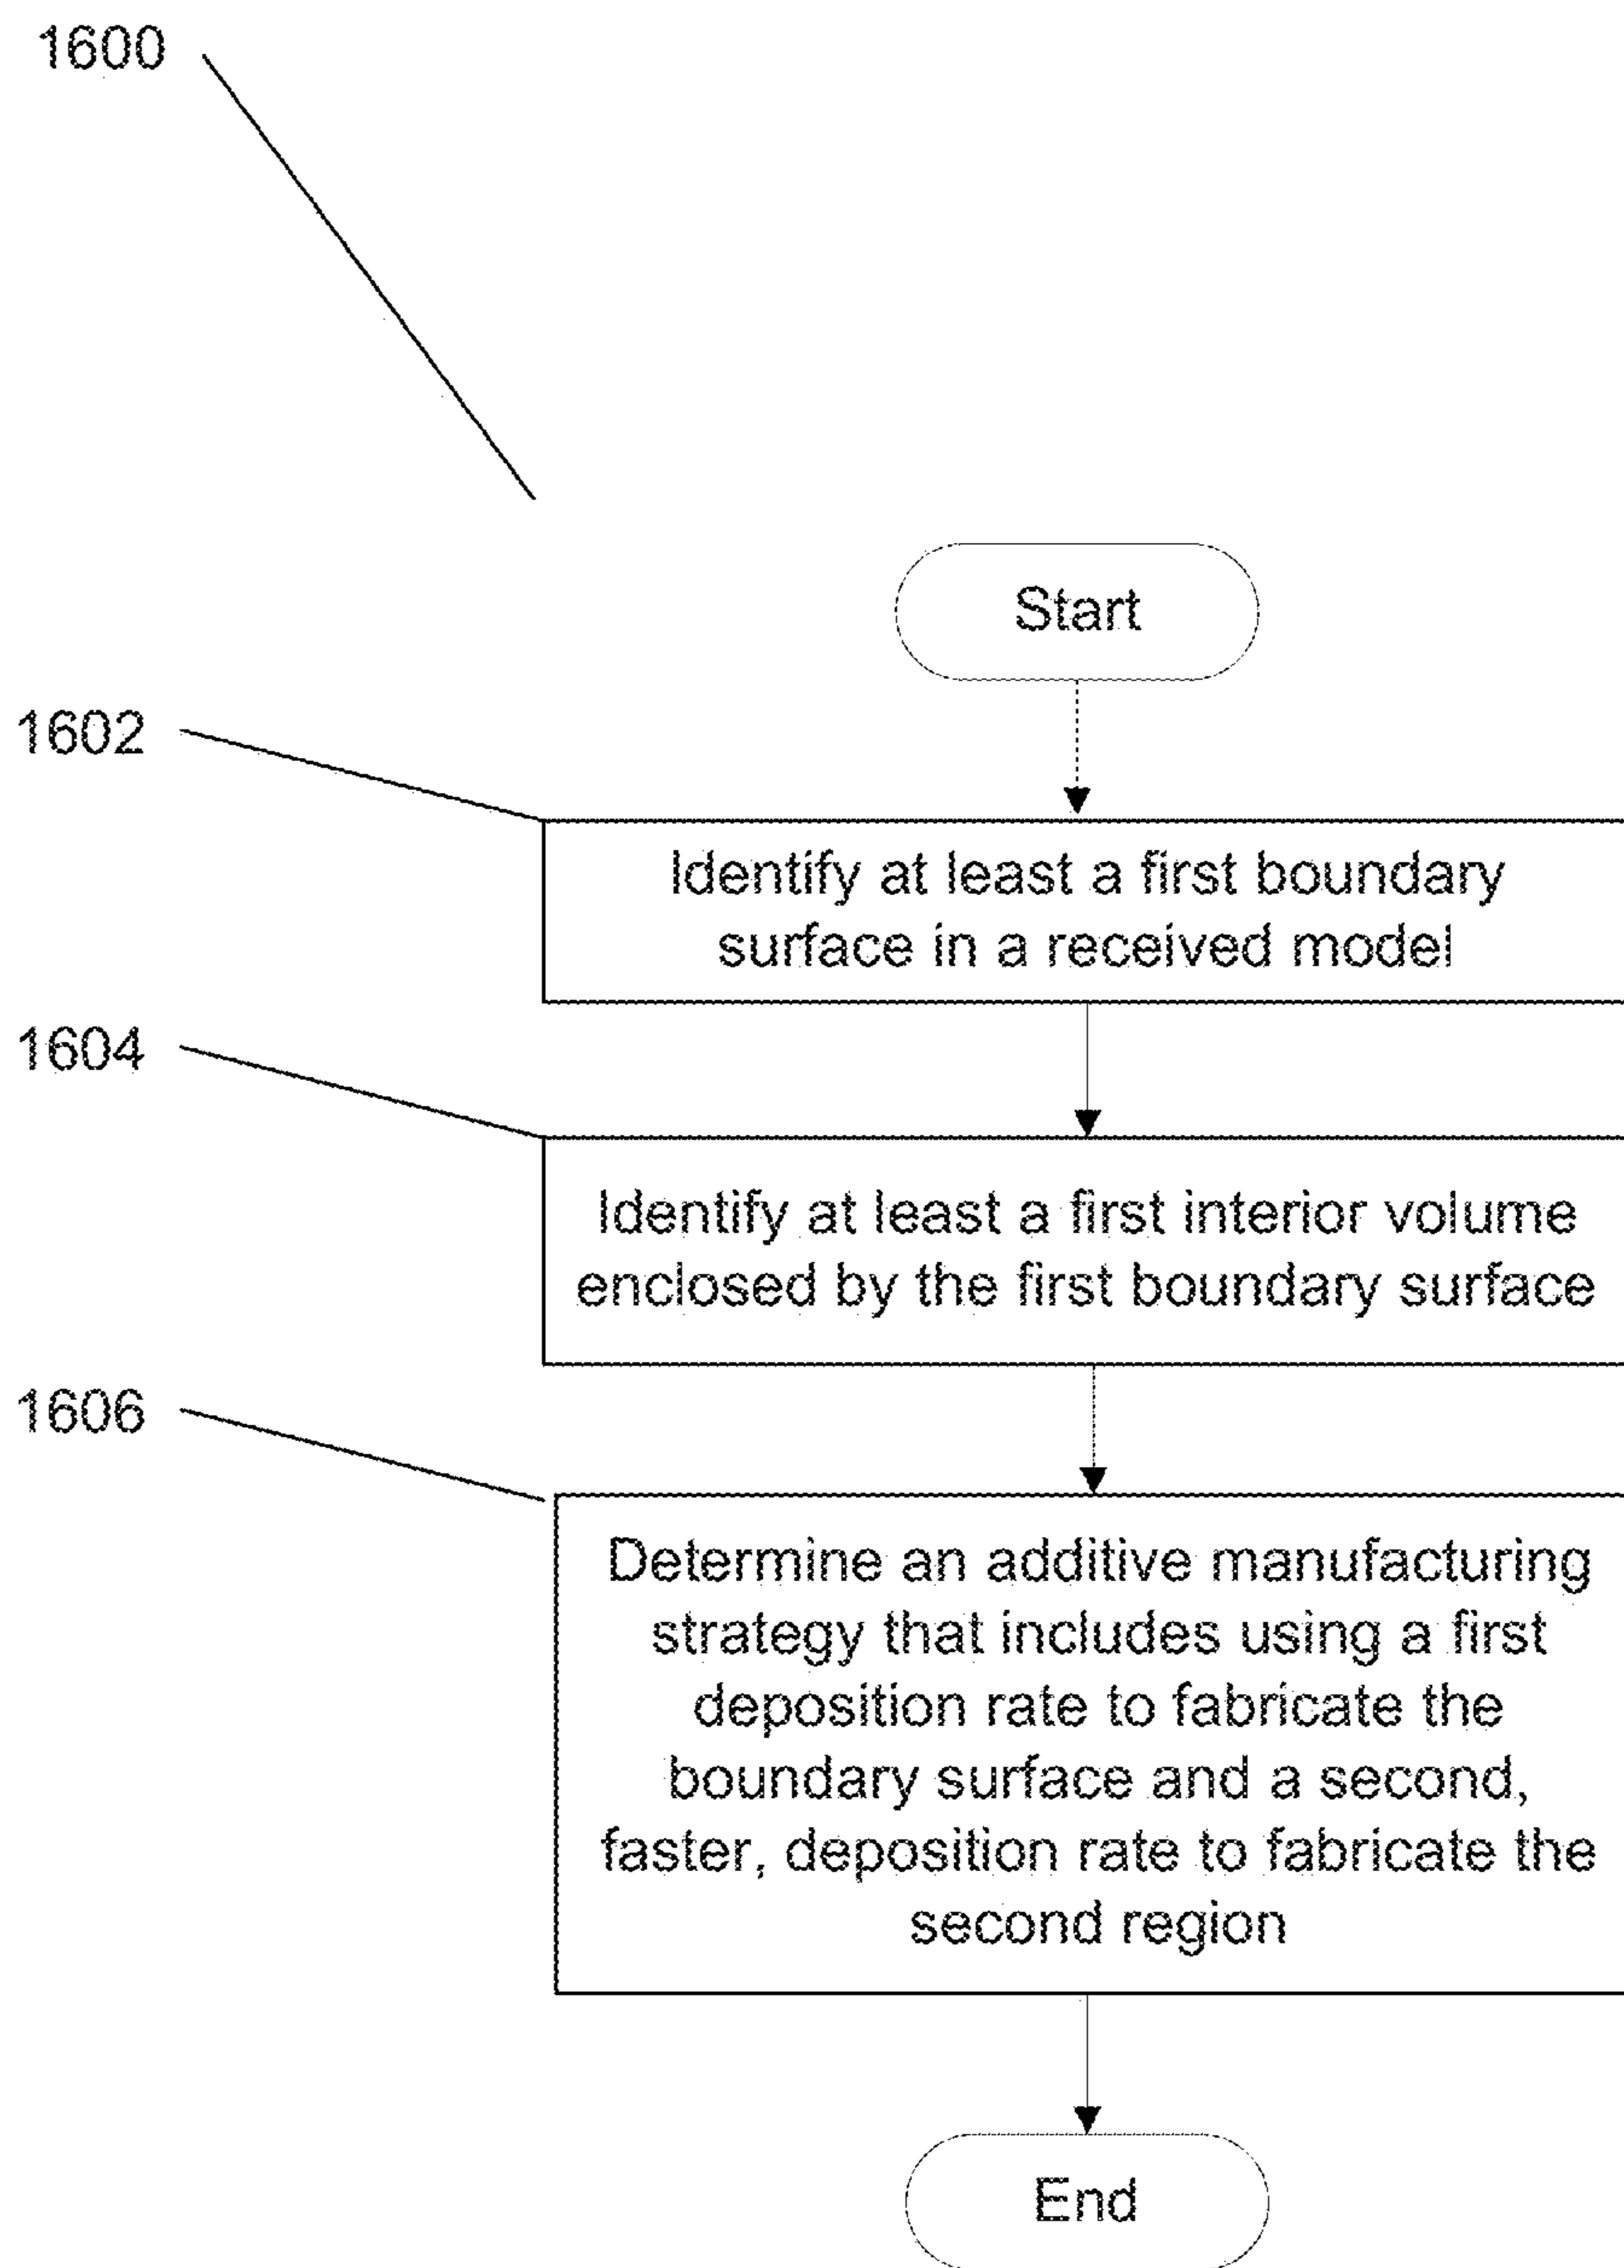 1600
Start
1602
Identify at least a first boundary
surface in a received model
1604
Identify at least a first interior volume
enclosed by the first boundary surface
1606
Determine an additive manufacturing
strategy that includes using a first
deposition rate to fabricate the
boundary surface and a second,
faster, deposition rate to fabricate the
second region
End